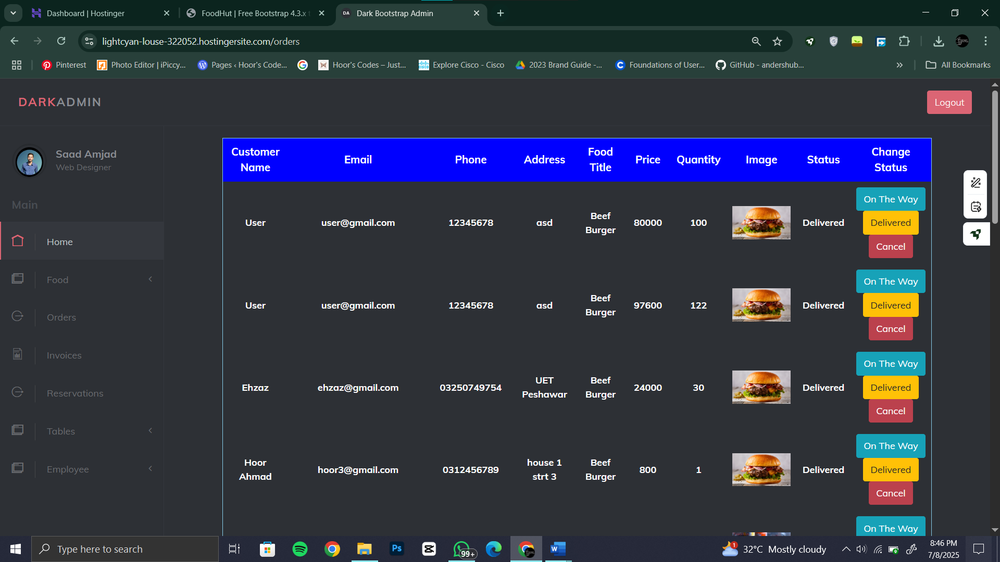 Dashboard | Hostinger
FoodHut | Free Bootstrap 4.3.x
DA
Dark Bootstrap Admin
lightcyan-louse-322052.hostingersite.com/orders
Pinterest
Photo Editor | iPiccy...
Pages ‹ Hoor's Code...
Hoor's Codes – Just...
Explore Cisco - Cisco
2023 Brand Guide -...
Foundations of User...
GitHub - andershub...
All Bookmarks
DARKADMIN
Logout
Saad Amjad
Web Designer
Main
Home
Food
Orders
Invoices
Reservations
Tables
Employee
Customer Name
Email
Phone
Address
Food Title
Price
Quantity
Image
Status
Change Status
User
user@gmail.com
12345678
asd
Beef Burger
80000
100
Delivered
On The Way
Delivered
Cancel
User
user@gmail.com
12345678
asd
Beef Burger
97600
122
Delivered
On The Way
Delivered
Cancel
Ehzaz
ehzaz@gmail.com
03250749754
UET Peshawar
Beef Burger
24000
30
Delivered
On The Way
Delivered
Cancel
Hoor Ahmad
hoor3@gmail.com
0312456789
house 1 strt 3
Beef Burger
800
1
Delivered
On The Way
Delivered
Cancel
On The Way
Type here to search
Ps
99+
W
1
32°C Mostly cloudy
8:46 PM
7/8/2025